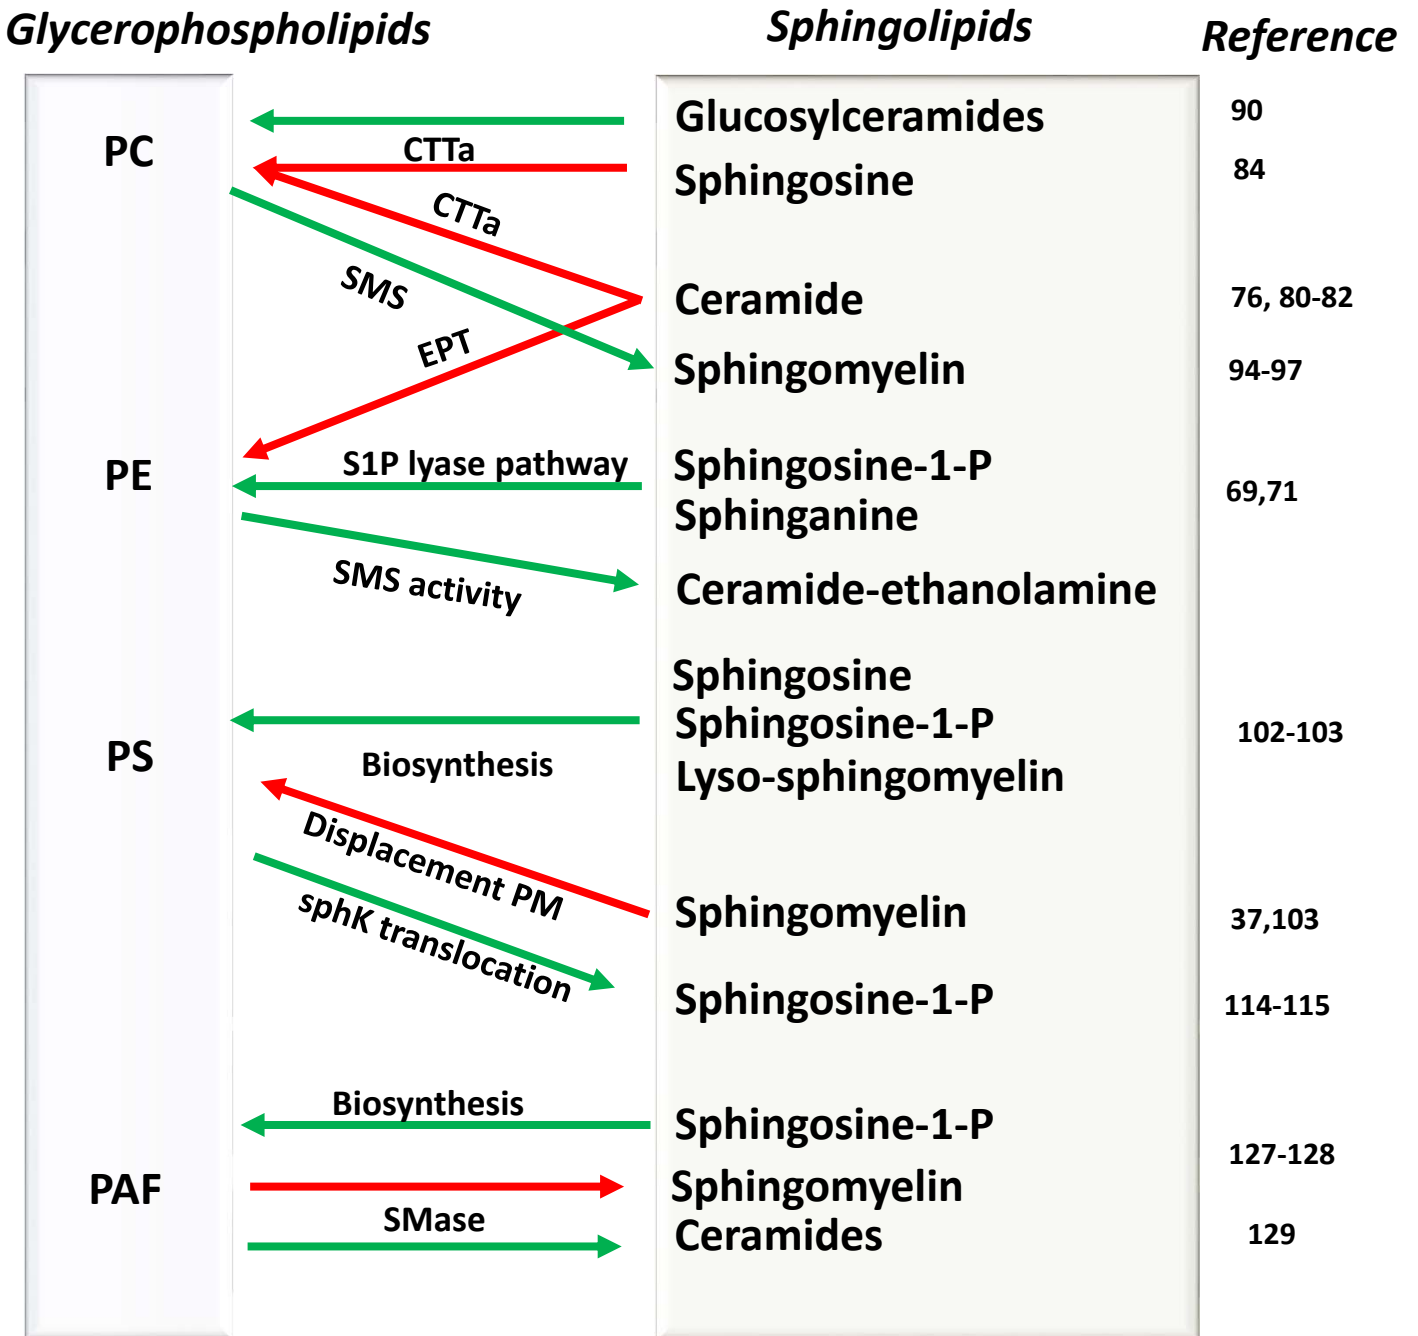 Glycerophospholipids
Sphingolipids
Reference
PC
Glucosylceramides
90
CTTa
Sphingosine
84
CTTa
SMS
Ceramide
76, 80-82
EPT
Sphingomyelin
94-97
PE
S1P lyase pathway
Sphingosine-1-P
69,71
Sphinganine
SMS activity
Ceramide-ethanolamine
Sphingosine
Sphingosine-1-P
102-103
PS
Biosynthesis
Lyso-sphingomyelin
Displacement PM
Sphingomyelin
37,103
sphK translocation
Sphingosine-1-P
114-115
Biosynthesis
Sphingosine-1-P
127-128
PAF
Sphingomyelin
SMase
Ceramides
129